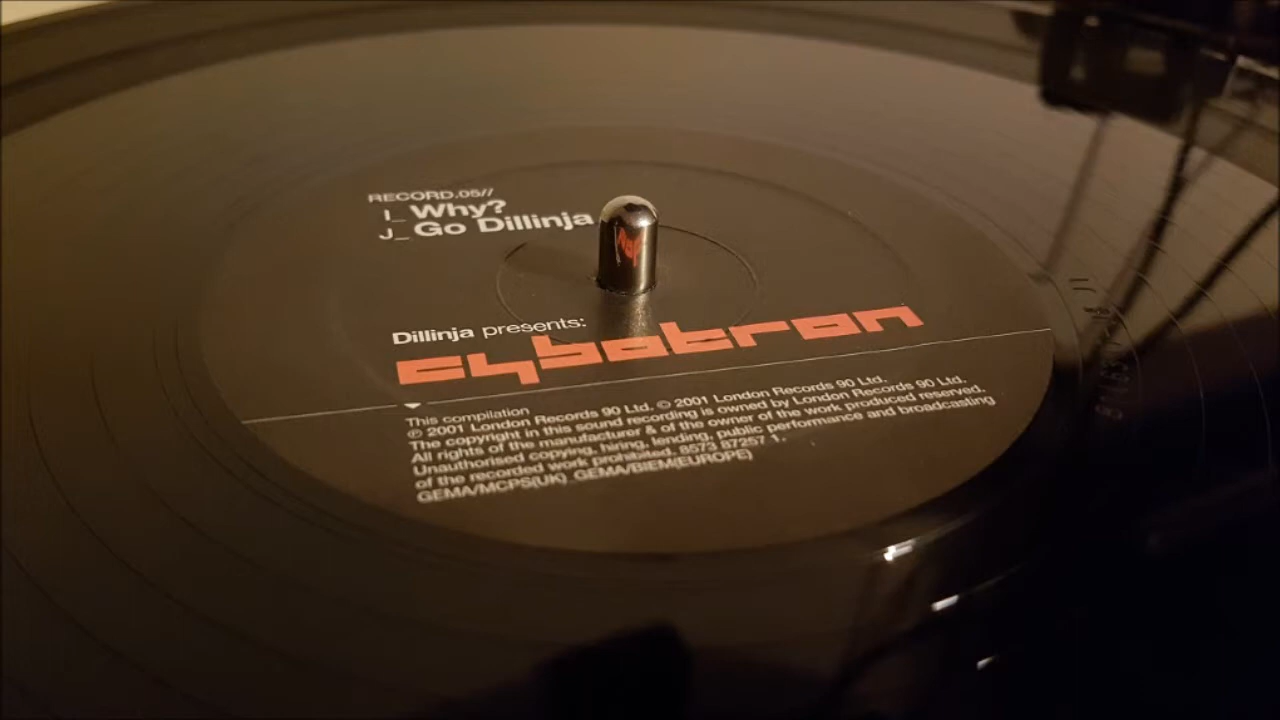 RECORD.05//
I_ Why?
J_ Go Dillinja
Dillinja presents:
cybotron
This compilation
℗ 2001 London Records 90 Ltd. © 2001 London Records 90 Ltd.
The copyright in this sound recording is owned by London Records 90 Ltd.
All rights of the manufacturer & of the owner of the work produced reserved.
Unauthorised copying, hiring, lending, public performance and broadcasting
of the recorded work prohibited. 8573 87257 1.
GEMA/MCPS(UK) GEMA/BIEM(EUROPE)